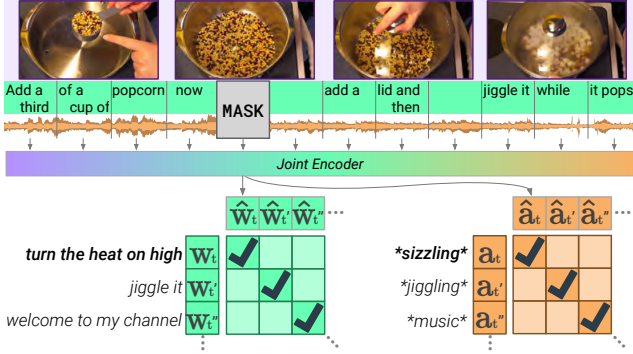 Add a third of a cup of popcorn now MASK add a lid and then jiggle it while it pops
Joint Encoder
ŵt ŵt' ŵt'' ...
ât ât' ât'' ...
turn the heat on high wt
jiggle it wt'
welcome to my channel wt''
*sizzling* at
*jiggling* at'
*music* at''